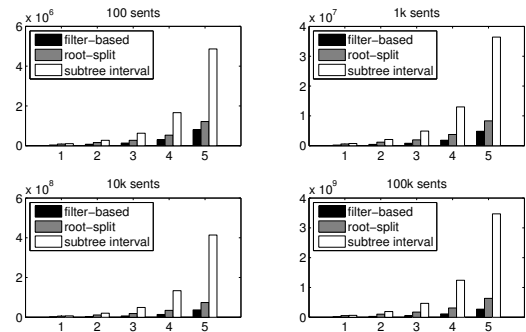 100 sents
x 10^6
6
4
2
0
filter-based
root-split
subtree interval
1 2 3 4 5
1k sents
x 10^7
4
3
2
1
0
filter-based
root-split
subtree interval
1 2 3 4 5
10k sents
x 10^8
6
4
2
0
filter-based
root-split
subtree interval
1 2 3 4 5
100k sents
x 10^9
4
3
2
1
0
filter-based
root-split
subtree interval
1 2 3 4 5